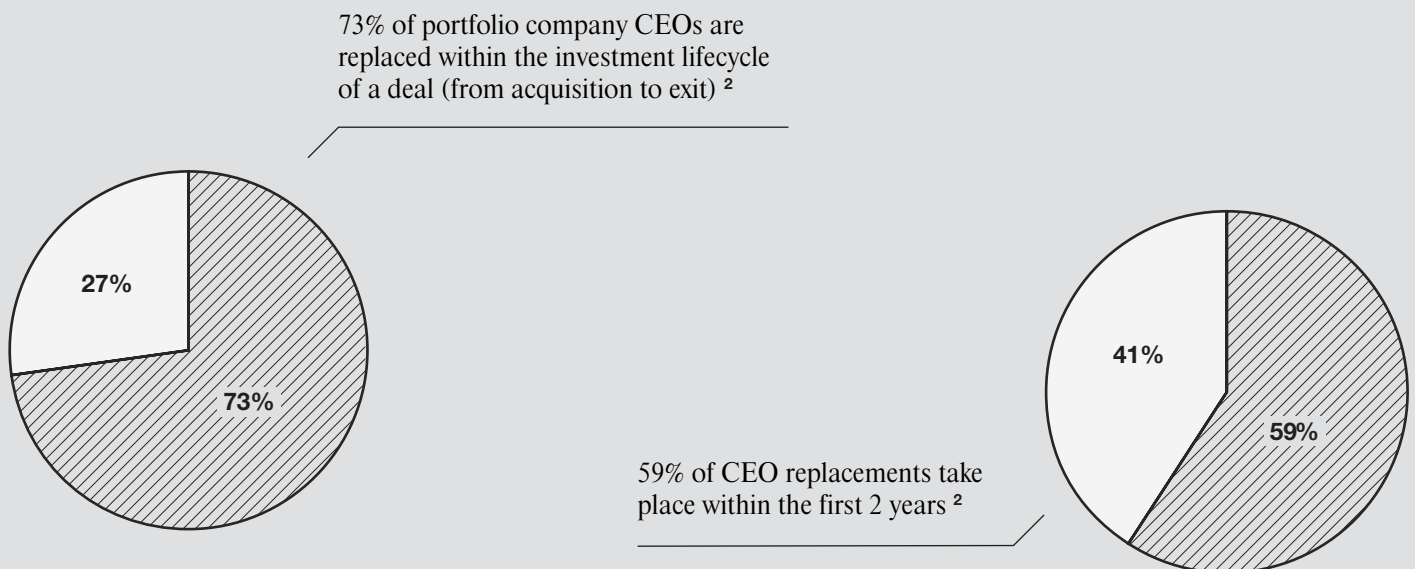 73% of portfolio company CEOs are
replaced within the investment lifecycle
of a deal (from acquisition to exit) ²
27%
73%
41%
59%
59% of CEO replacements take
place within the first 2 years ²